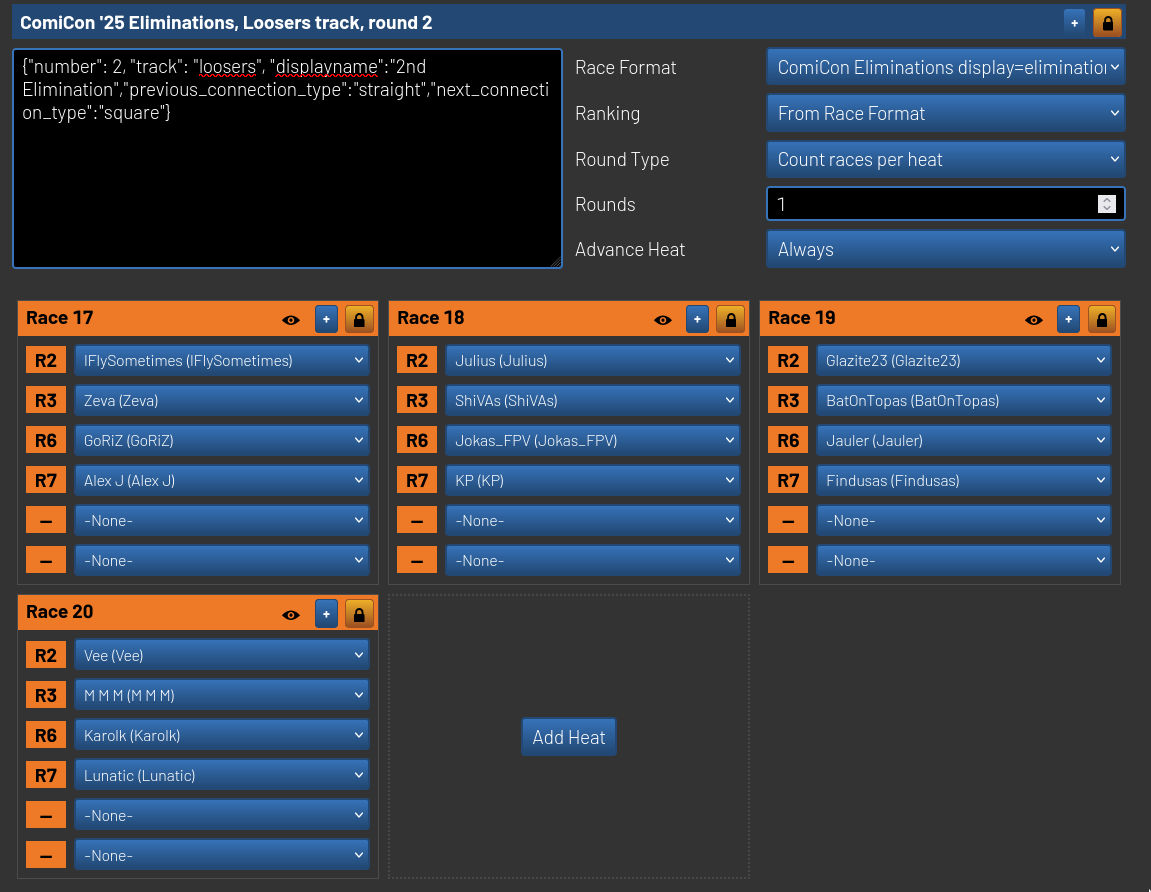 ComiCon '25 Eliminations, Loosers track, round 2
+
{"number": 2, "track": "loosers", "displayname":"2nd
Elimination","previous_connection_type":"straight","next_connecti
on_type":"square"}
Race Format
ComiCon Eliminations display=eliminatio
Ranking
From Race Format
Round Type
Count races per heat
Rounds
1
Advance Heat
Always
Race 17
+
R2
IFlySometimes (IFlySometimes)
R3
Zeva (Zeva)
R6
GoRiZ (GoRiZ)
R7
Alex J (Alex J)
—
-None-
—
-None-
Race 18
+
R2
Julius (Julius)
R3
ShiVAs (ShiVAs)
R6
Jokas_FPV (Jokas_FPV)
R7
KP (KP)
—
-None-
—
-None-
Race 19
+
R2
Glazite23 (Glazite23)
R3
BatOnTopas (BatOnTopas)
R6
Jauler (Jauler)
R7
Findusas (Findusas)
—
-None-
—
-None-
Race 20
+
R2
Vee (Vee)
R3
M M M (M M M)
R6
Karolk (Karolk)
R7
Lunatic (Lunatic)
—
-None-
—
-None-
Add Heat